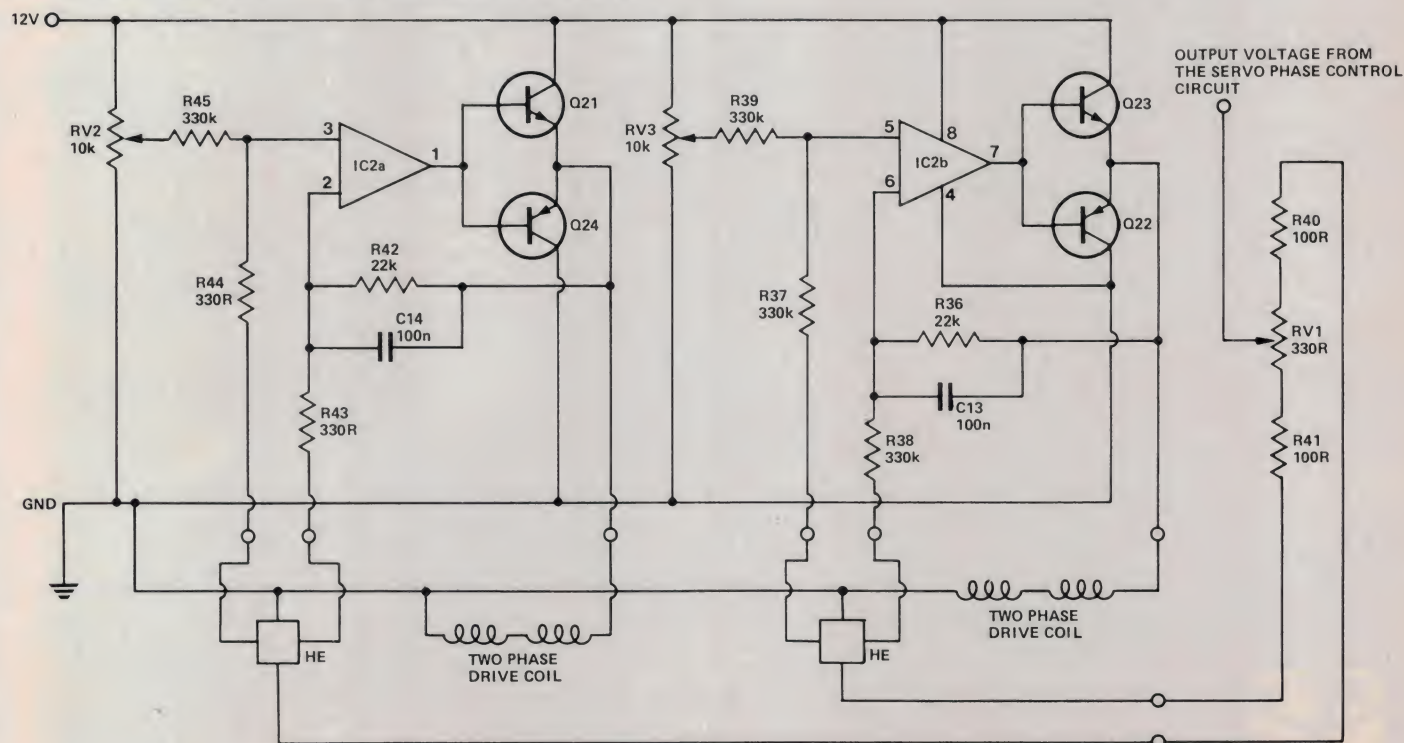 12V
OUTPUT VOLTAGE FROM
THE SERVO PHASE CONTROL
CIRCUIT
RV2
10k
R45
330k
3
2
IC2a
1
Q21
Q24
RV3
10k
R39
330k
5
6
IC2b
8
4
7
Q23
Q22
R40
100R
RV1
330R
R41
100R
R44
330R
R42
22k
C14
100n
R43
330R
R37
330k
R36
22k
C13
100n
R38
330k
GND
HE
TWO PHASE
DRIVE COIL
HE
TWO PHASE
DRIVE COIL